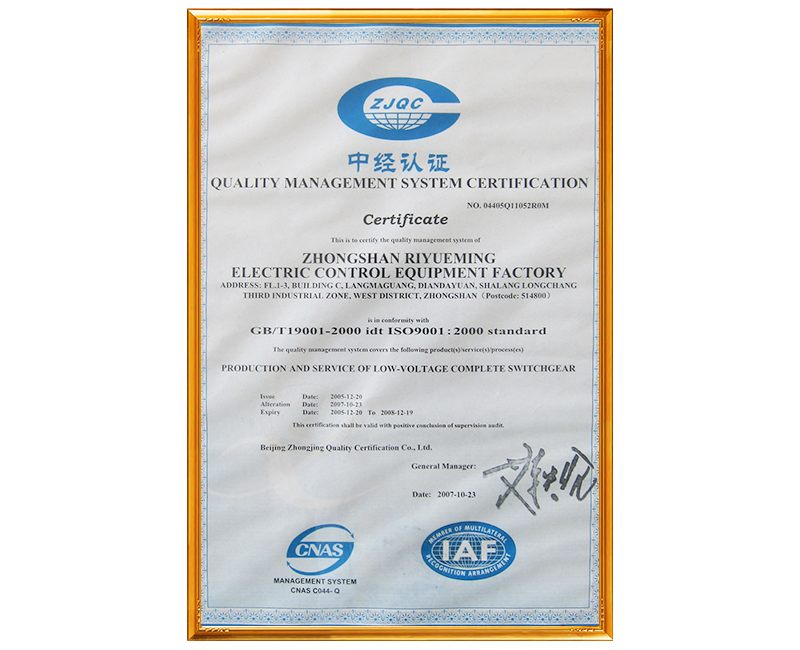 ZJQC
中经认证
QUALITY MANAGEMENT SYSTEM CERTIFICATION
NO. 04405Q11052R0M
Certificate
This is to certify the quality management system of
ZHONGSHAN RIYUEMING
ELECTRIC CONTROL EQUIPMENT FACTORY
ADDRESS: FL.1-3, BUILDING C, LANGMAGUANG, DIANDAYUAN, SHALANG LONGCHANG
THIRD INDUSTRIAL ZONE, WEST DISTRICT, ZHONGSHAN（Postcode: 514800）
is in conformity with
GB/T19001-2000 idt ISO9001:2000 standard
The quality management system covers the following product(s)/service(s)/process(es)
PRODUCTION AND SERVICE OF LOW-VOLTAGE COMPLETE SWITCHGEAR
Issue Date: 2005-12-20
Alteration Date: 2007-10-23
Expiry Date: 2005-12-20 To 2008-12-19
This certification shall be valid with positive conclusion of supervision audit.
Beijing Zhongjing Quality Certification Co., Ltd.
General Manager:
Date: 2007-10-23
CNAS
MANAGEMENT SYSTEM
CNAS C044-Q
MEMBER OF MULTILATERAL
IAF
RECOGNITION ARRANGEMENT